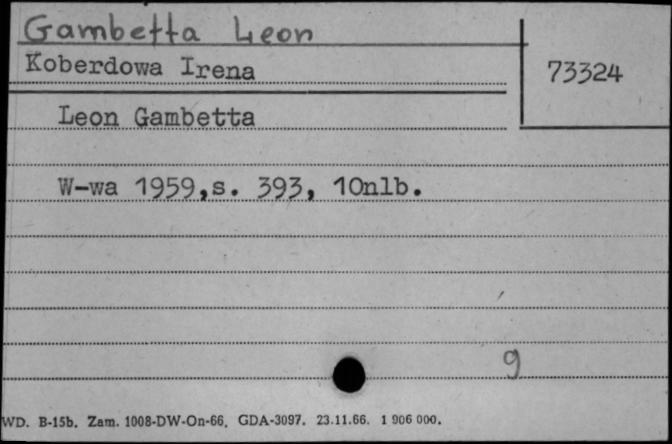 Gambetta Leon
Koberdowa Irena
73324
Leon Gambetta
W-wa 1959,s. 393, 10nlb.
9
WD. B-15b. Zam. 1008-DW-On-66. GDA-3097. 23.11.66. 1 906 000.